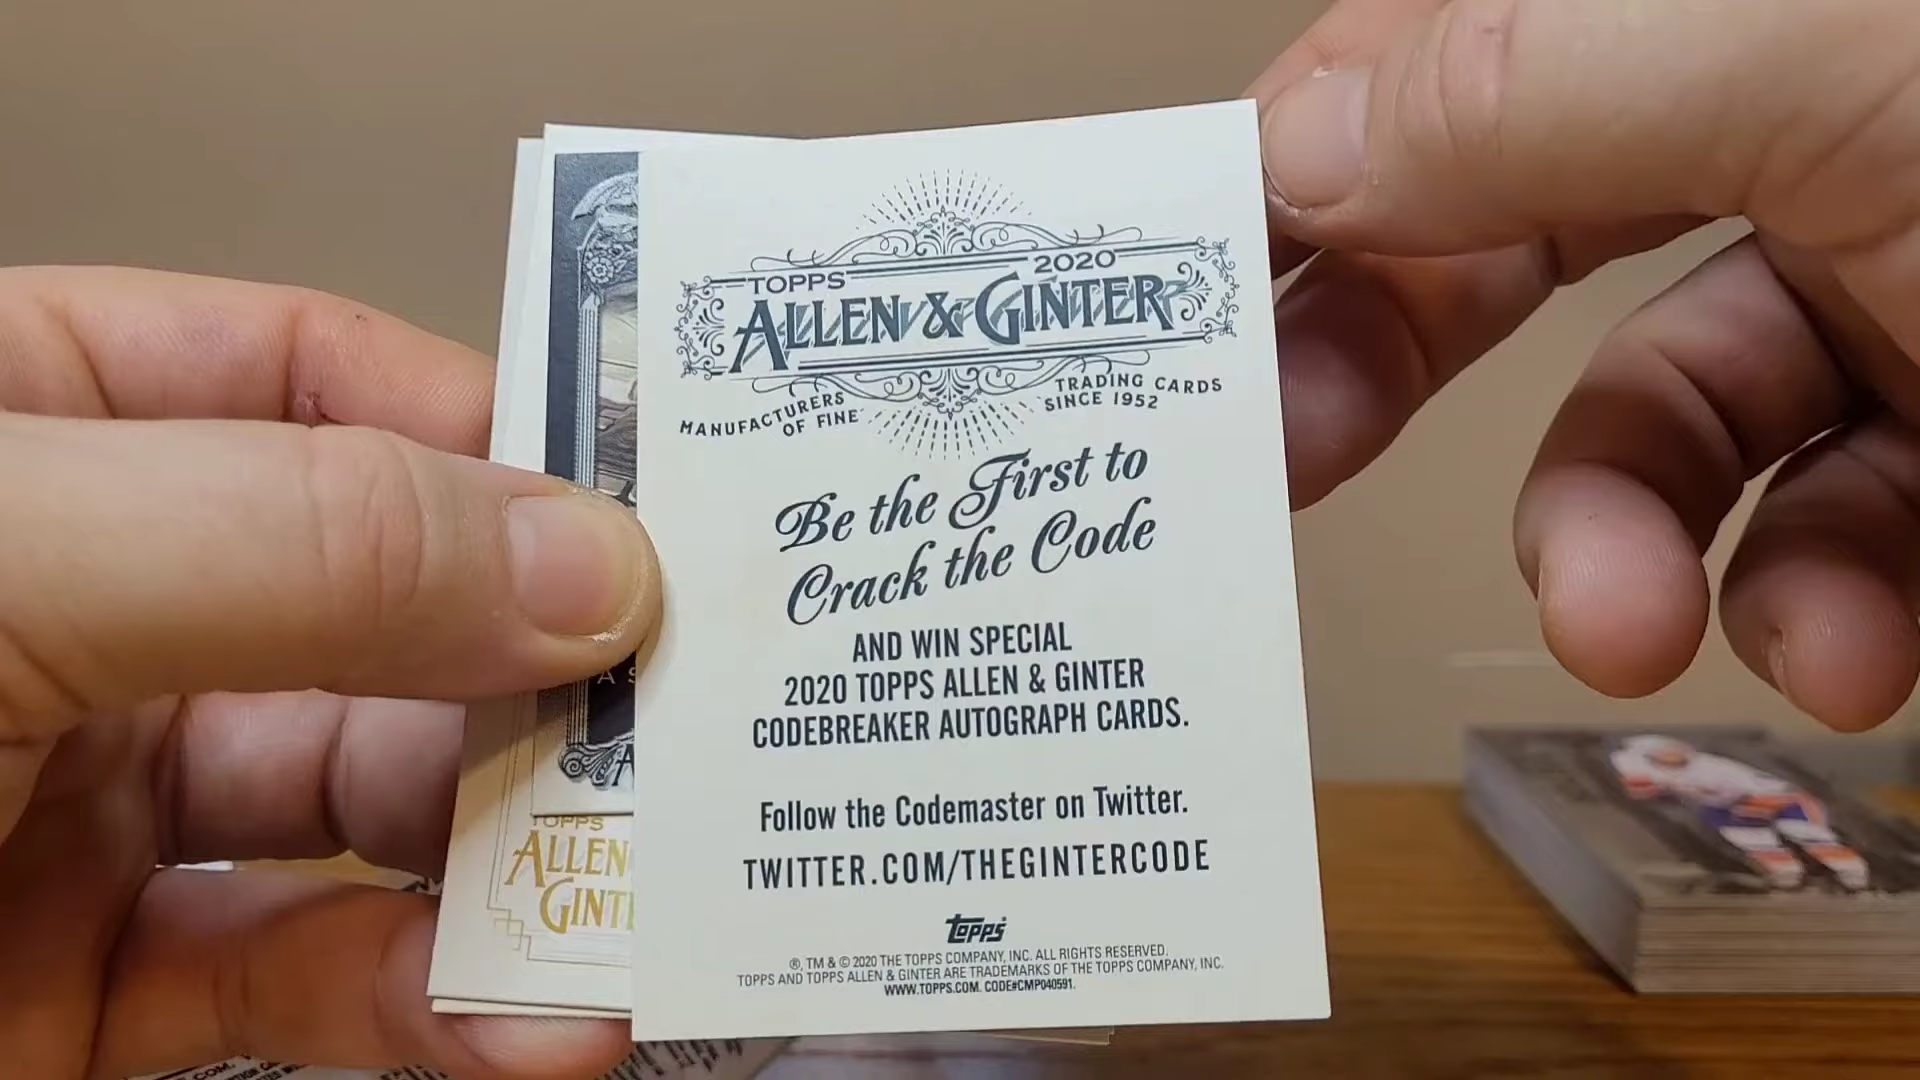 TOPPS 2020
ALLEN & GINTER
MANUFACTURERS
OF FINE
TRADING CARDS
SINCE 1952
Be the First to
Crack the Code
AND WIN SPECIAL
2020 TOPPS ALLEN & GINTER
CODEBREAKER AUTOGRAPH CARDS.
Follow the Codemaster on Twitter.
TWITTER.COM/THEGINTERCODE
topps
®, TM & © 2020 THE TOPPS COMPANY, INC. ALL RIGHTS RESERVED.
TOPPS AND TOPPS ALLEN & GINTER ARE TRADEMARKS OF THE TOPPS COMPANY, INC.
WWW.TOPPS.COM. CODE#CMP040591.
TOPPS
ALLEN
GINT